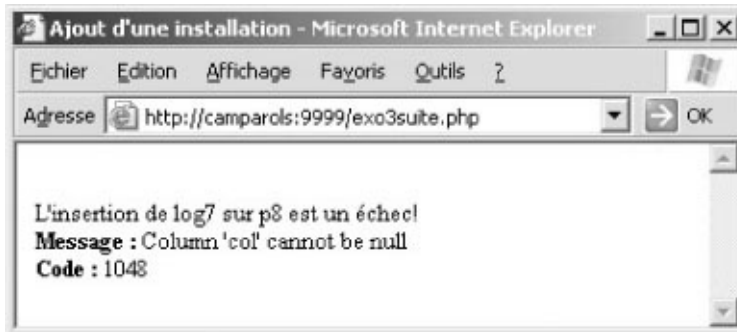 Ajout d'une installation - Microsoft Internet Explorer
Fichier Edition Affichage Favoris Outils ?
Adresse http://camparols:9999/exo3suite.php OK
L'insertion de log7 sur p8 est un échec!
Message : Column 'col' cannot be null
Code : 1048